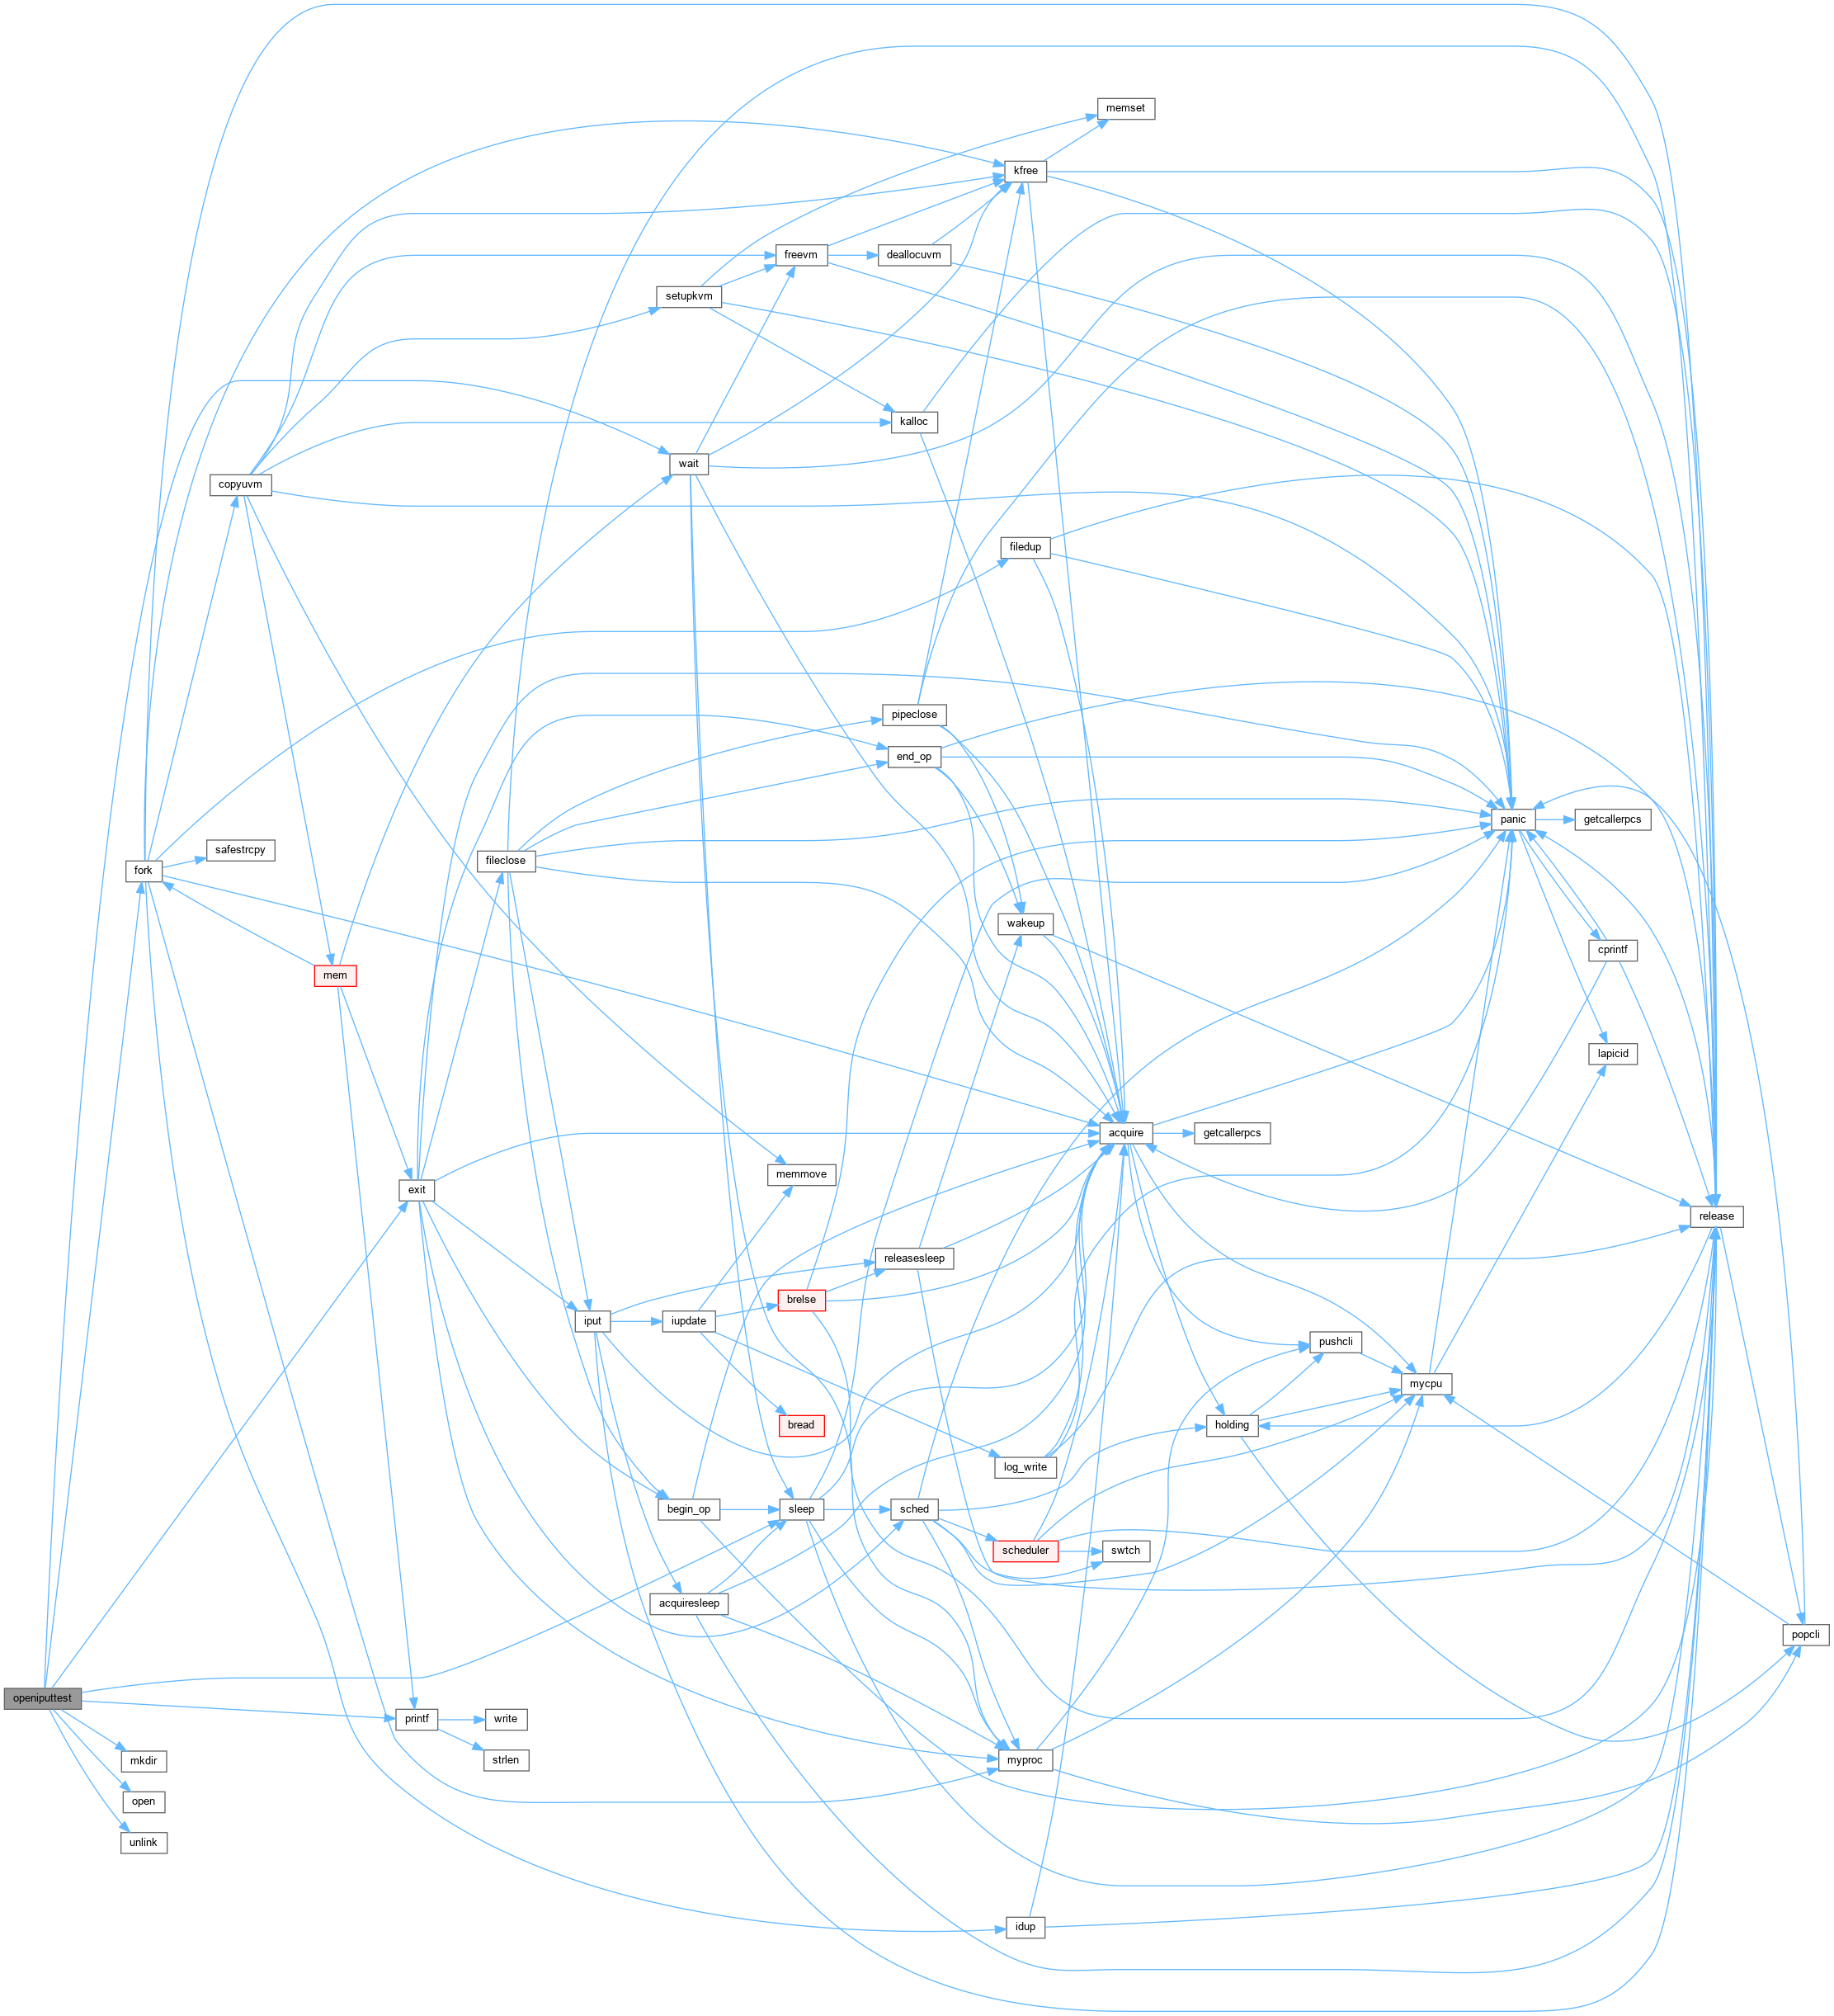 memset
kfree
freevm
deallocuvm
setupkvm
kalloc
wait
copyuvm
filedup
pipeclose
end_op
panic
getcallerpcs
safestrcpy
fileclose
fork
wakeup
cprintf
mem
lapicid
acquire
getcallerpcs
memmove
exit
release
releasesleep
brelse
iput
iupdate
pushcli
mycpu
bread
holding
log_write
begin_op
sleep
sched
scheduler
swtch
acquiresleep
popcli
openiputtest
printf
write
mkdir
strlen
myproc
open
unlink
idup